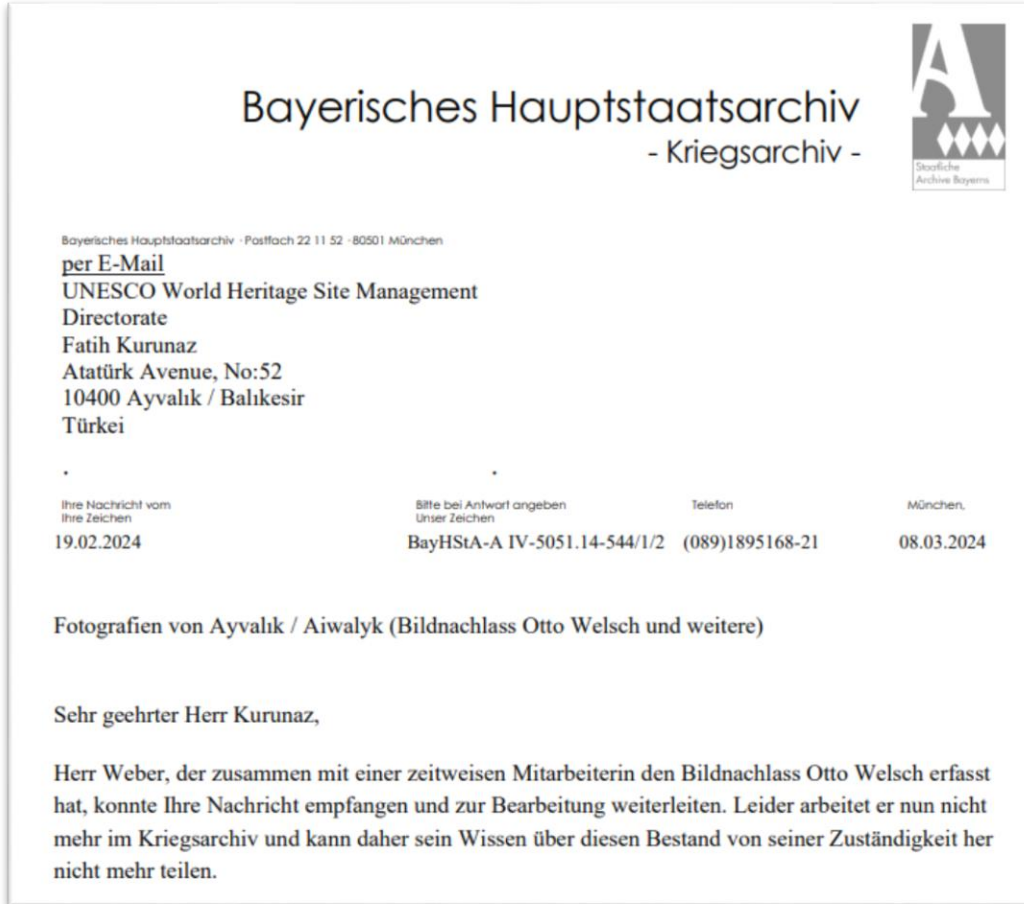 Bayerisches Hauptstaatsarchiv
- Kriegsarchiv -
A
Staatliche
Archive Bayerns
Bayerisches Hauptstaatsarchiv · Postfach 22 11 52 · 80501 München
per E-Mail
UNESCO World Heritage Site Management
Directorate
Fatih Kurunaz
Atatürk Avenue, No:52
10400 Ayvalık / Balıkesir
Türkei
. .
Ihre Nachricht vom Bitte bei Antwort angeben Telefon München,
Ihre Zeichen Unser Zeichen
19.02.2024 BayHStA-A IV-5051.14-544/1/2 (089)1895168-21 08.03.2024
Fotografien von Ayvalık / Aiwalyk (Bildnachlass Otto Welsch und weitere)
Sehr geehrter Herr Kurunaz,
Herr Weber, der zusammen mit einer zeitweisen Mitarbeiterin den Bildnachlass Otto Welsch erfasst
hat, konnte Ihre Nachricht empfangen und zur Bearbeitung weiterleiten. Leider arbeitet er nun nicht
mehr im Kriegsarchiv und kann daher sein Wissen über diesen Bestand von seiner Zuständigkeit her
nicht mehr teilen.